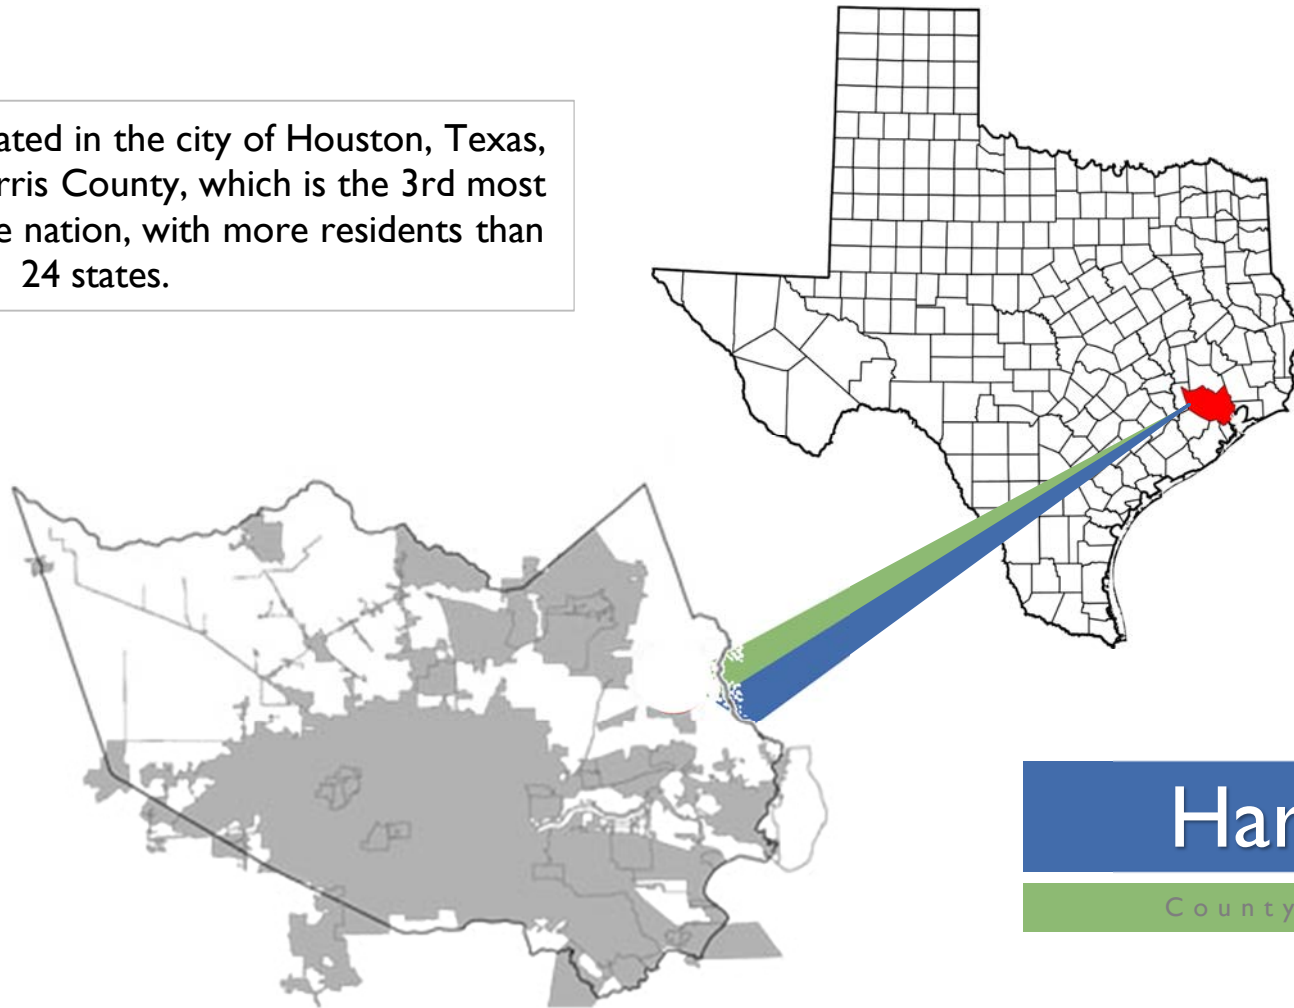 ated in the city of Houston, Texas,
rris County, which is the 3rd most
e nation, with more residents than
24 states.
Har
County